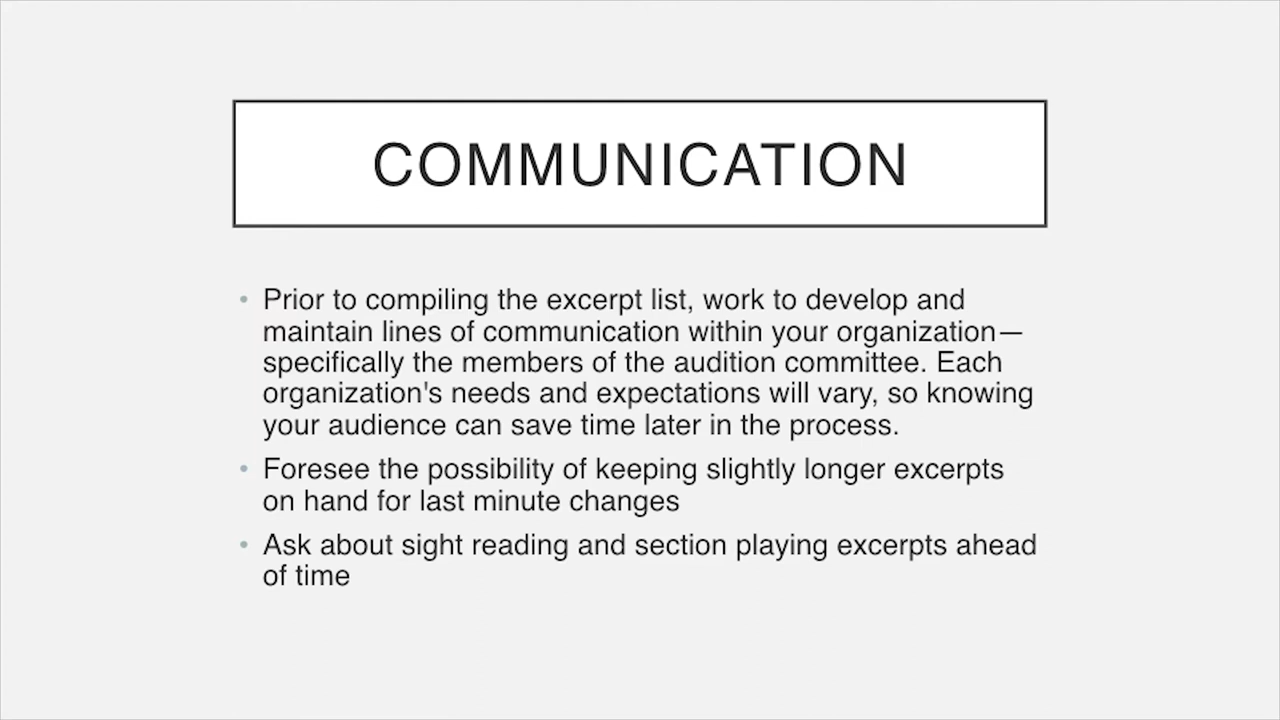 COMMUNICATION
• Prior to compiling the excerpt list, work to develop and
maintain lines of communication within your organization—
specifically the members of the audition committee. Each
organization's needs and expectations will vary, so knowing
your audience can save time later in the process.
• Foresee the possibility of keeping slightly longer excerpts
on hand for last minute changes
• Ask about sight reading and section playing excerpts ahead
of time